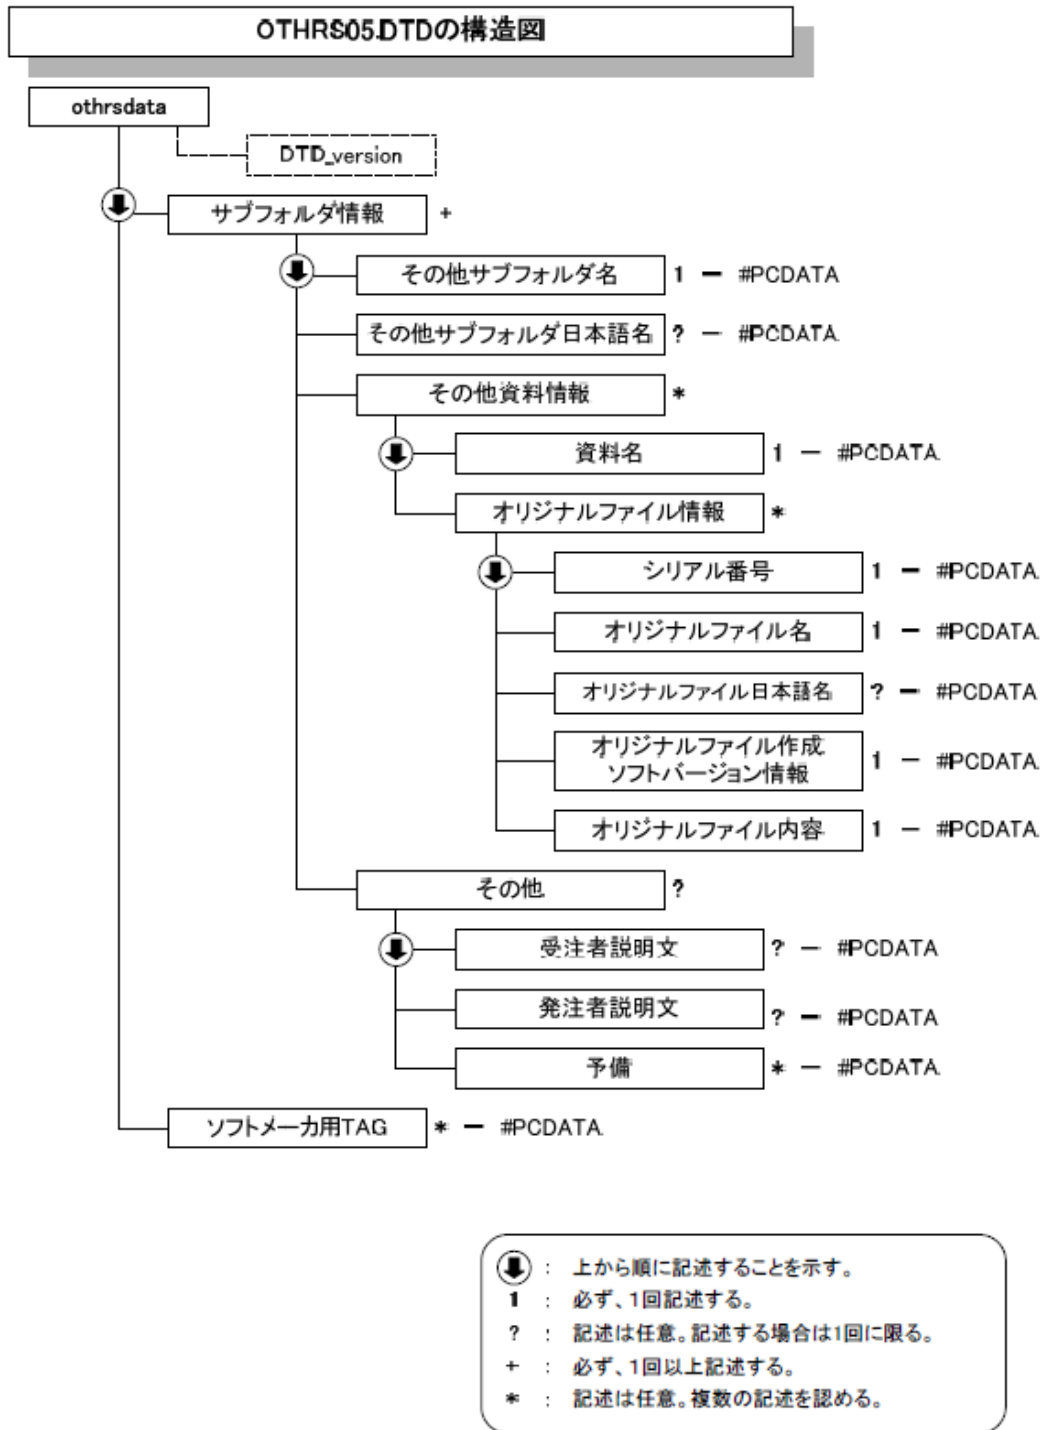 OTHRS05.DTDの構造図
othrsdata
DTD_version
サブフォルダ情報 +
その他サブフォルダ名 1 ー #PCDATA
その他サブフォルダ日本語名 ? ー #PCDATA
その他資料情報 *
資料名 1 ー #PCDATA
オリジナルファイル情報 *
シリアル番号 1 ー #PCDATA
オリジナルファイル名 1 ー #PCDATA
オリジナルファイル日本語名 ? ー #PCDATA
オリジナルファイル作成
ソフトバージョン情報 1 ー #PCDATA
オリジナルファイル内容 1 ー #PCDATA
その他 ?
受注者説明文 ? ー #PCDATA
発注者説明文 ? ー #PCDATA
予備 * ー #PCDATA
ソフトメーカ用TAG * ー #PCDATA
： 上から順に記述することを示す。
1 ： 必ず、1回記述する。
? ： 記述は任意。記述する場合は1回に限る。
+ ： 必ず、1回以上記述する。
* ： 記述は任意。複数の記述を認める。